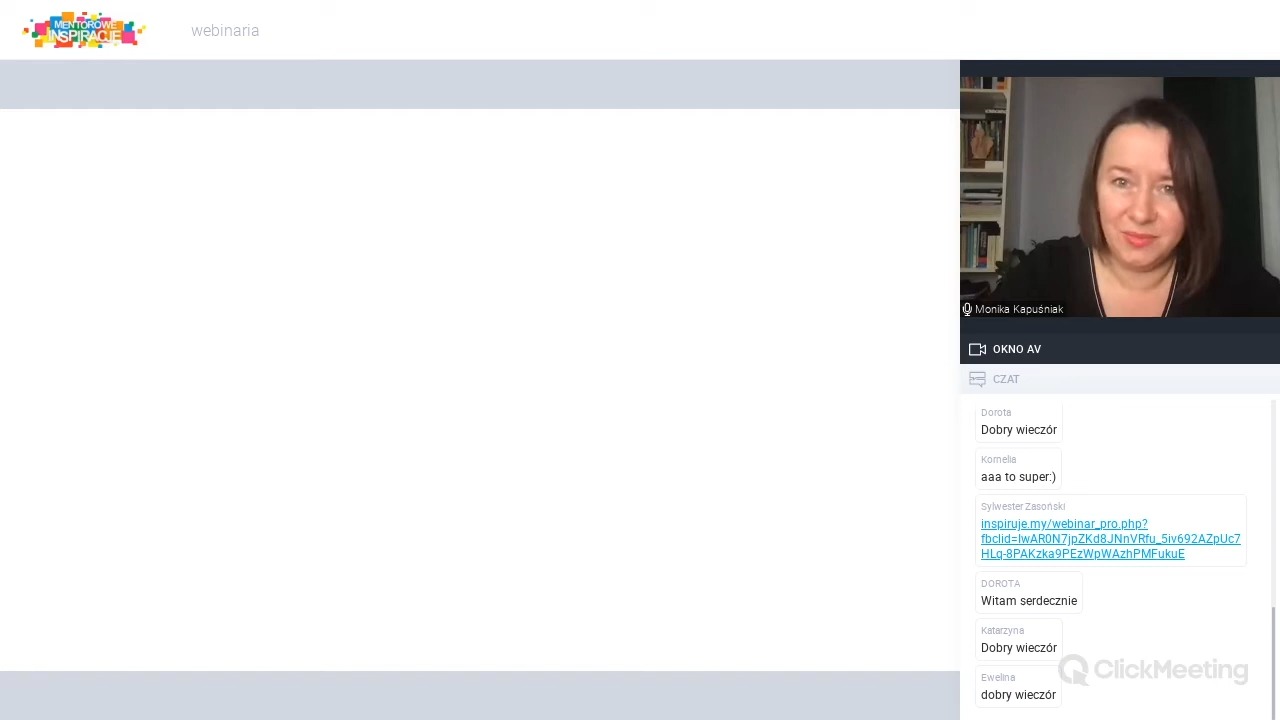 MENTOROWE
INSPIRACJE
webinaria
Monika Kapuśniak
OKNO AV
CZAT
Dorota
Dobry wieczór
Kornelia
aaa to super:)
Sylwester Zasoński
inspiruje.my/webinar_pro.php?
fbclid=IwAR0N7jpZKd8JNnVRfu_5iv692AZpUc7
HLq-8PAKzka9PEzWpWAzhPMFukuE
DOROTA
Witam serdecznie
Katarzyna
Dobry wieczór
ClickMeeting
Ewelina
dobry wieczór